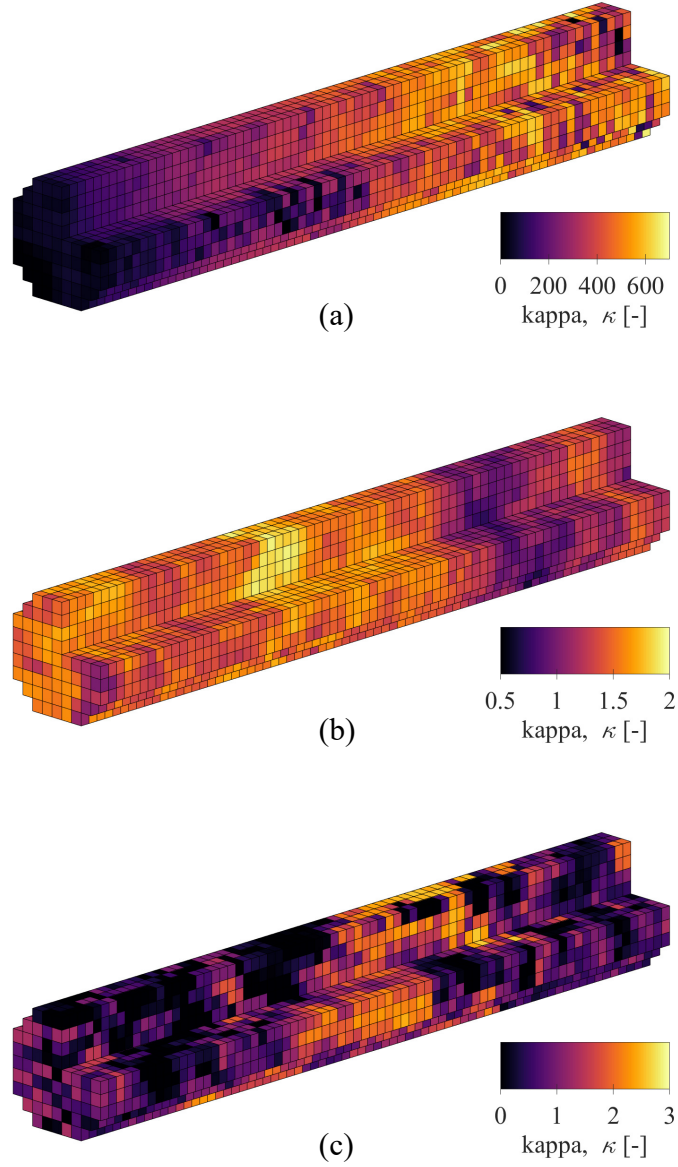 0 200 400 600
kappa, κ [-]
(a)
0.5 1 1.5 2
kappa, κ [-]
(b)
0 1 2 3
kappa, κ [-]
(c)